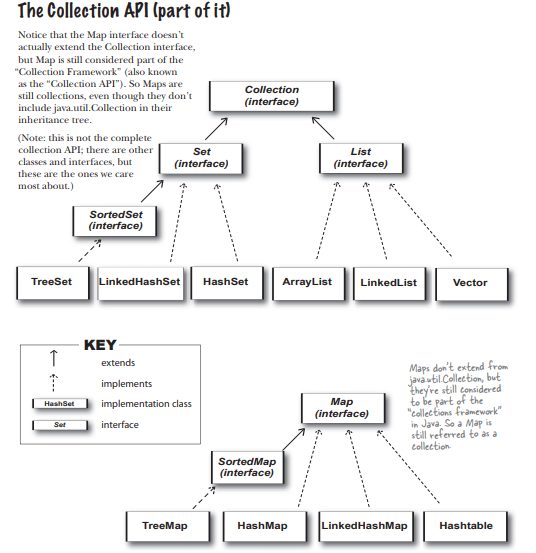 The Collection API (part of it)
Notice that the Map interface doesn't
actually extend the Collection interface,
but Map is still considered part of the
"Collection Framework" (also known
as the "Collection API"). So Maps are
still collections, even though they don't
include java.util.Collection in their
inheritance tree.
(Note: this is not the complete
collection API; there are other
classes and interfaces, but
these are the ones we care
most about.)
Collection
(interface)
Set
(interface)
List
(interface)
SortedSet
(interface)
TreeSet
LinkedHashSet
HashSet
ArrayList
LinkedList
Vector
KEY
extends
implements
HashSet
implementation class
Set
interface
Maps don't extend from
java.util.Collection, but
they're still considered
to be part of the
"collections framework"
in Java. So a Map is
still referred to as a
collection.
Map
(interface)
SortedMap
(interface)
TreeMap
HashMap
LinkedHashMap
Hashtable